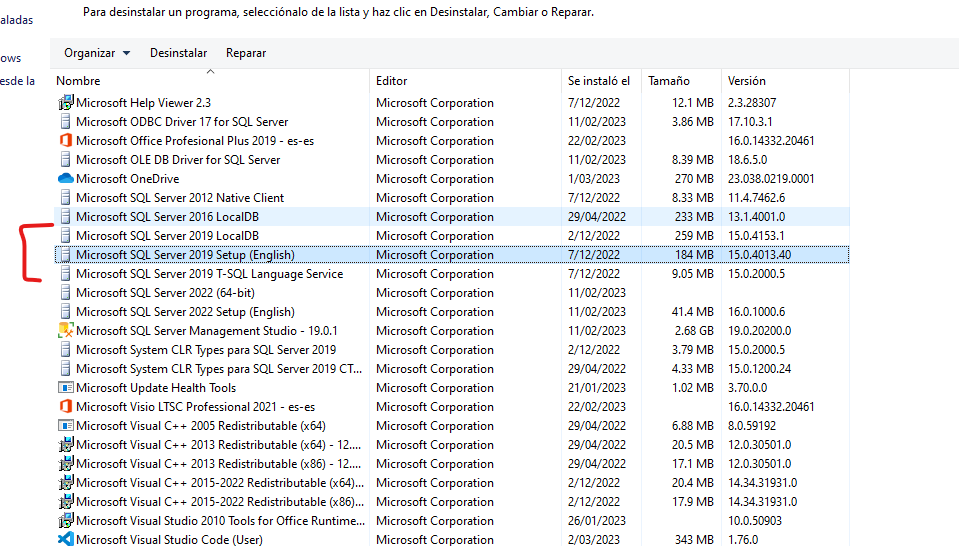 Para desinstalar un programa, selecciónalo de la lista y haz clic en Desinstalar, Cambiar o Reparar.
aladas
ows
esde la
Organizar Desinstalar Reparar
Nombre Editor Se instaló el Tamaño Versión
Microsoft Help Viewer 2.3 Microsoft Corporation 7/12/2022 12.1 MB 2.3.28307
Microsoft ODBC Driver 17 for SQL Server Microsoft Corporation 11/02/2023 3.86 MB 17.10.3.1
Microsoft Office Profesional Plus 2019 - es-es Microsoft Corporation 22/02/2023 16.0.14332.20461
Microsoft OLE DB Driver for SQL Server Microsoft Corporation 11/02/2023 8.39 MB 18.6.5.0
Microsoft OneDrive Microsoft Corporation 1/03/2023 270 MB 23.038.0219.0001
Microsoft SQL Server 2012 Native Client Microsoft Corporation 7/12/2022 8.33 MB 11.4.7462.6
Microsoft SQL Server 2016 LocalDB Microsoft Corporation 29/04/2022 233 MB 13.1.4001.0
Microsoft SQL Server 2019 LocalDB Microsoft Corporation 2/12/2022 259 MB 15.0.4153.1
Microsoft SQL Server 2019 Setup (English) Microsoft Corporation 7/12/2022 184 MB 15.0.4013.40
Microsoft SQL Server 2019 T-SQL Language Service Microsoft Corporation 7/12/2022 9.05 MB 15.0.2000.5
Microsoft SQL Server 2022 (64-bit) Microsoft Corporation 11/02/2023
Microsoft SQL Server 2022 Setup (English) Microsoft Corporation 11/02/2023 41.4 MB 16.0.1000.6
Microsoft SQL Server Management Studio - 19.0.1 Microsoft Corporation 11/02/2023 2.68 GB 19.0.20200.0
Microsoft System CLR Types para SQL Server 2019 Microsoft Corporation 2/12/2022 3.79 MB 15.0.2000.5
Microsoft System CLR Types para SQL Server 2019 CT... Microsoft Corporation 29/04/2022 4.33 MB 15.0.1200.24
Microsoft Update Health Tools Microsoft Corporation 21/01/2023 1.02 MB 3.70.0.0
Microsoft Visio LTSC Professional 2021 - es-es Microsoft Corporation 22/02/2023 16.0.14332.20461
Microsoft Visual C++ 2005 Redistributable (x64) Microsoft Corporation 29/04/2022 6.88 MB 8.0.59192
Microsoft Visual C++ 2013 Redistributable (x64) - 12.... Microsoft Corporation 29/04/2022 20.5 MB 12.0.30501.0
Microsoft Visual C++ 2013 Redistributable (x86) - 12.... Microsoft Corporation 29/04/2022 17.1 MB 12.0.30501.0
Microsoft Visual C++ 2015-2022 Redistributable (x64)... Microsoft Corporation 2/12/2022 20.4 MB 14.34.31931.0
Microsoft Visual C++ 2015-2022 Redistributable (x86)... Microsoft Corporation 2/12/2022 17.9 MB 14.34.31931.0
Microsoft Visual Studio 2010 Tools for Office Runtime... Microsoft Corporation 26/01/2023 10.0.50903
Microsoft Visual Studio Code (User) Microsoft Corporation 2/03/2023 343 MB 1.76.0